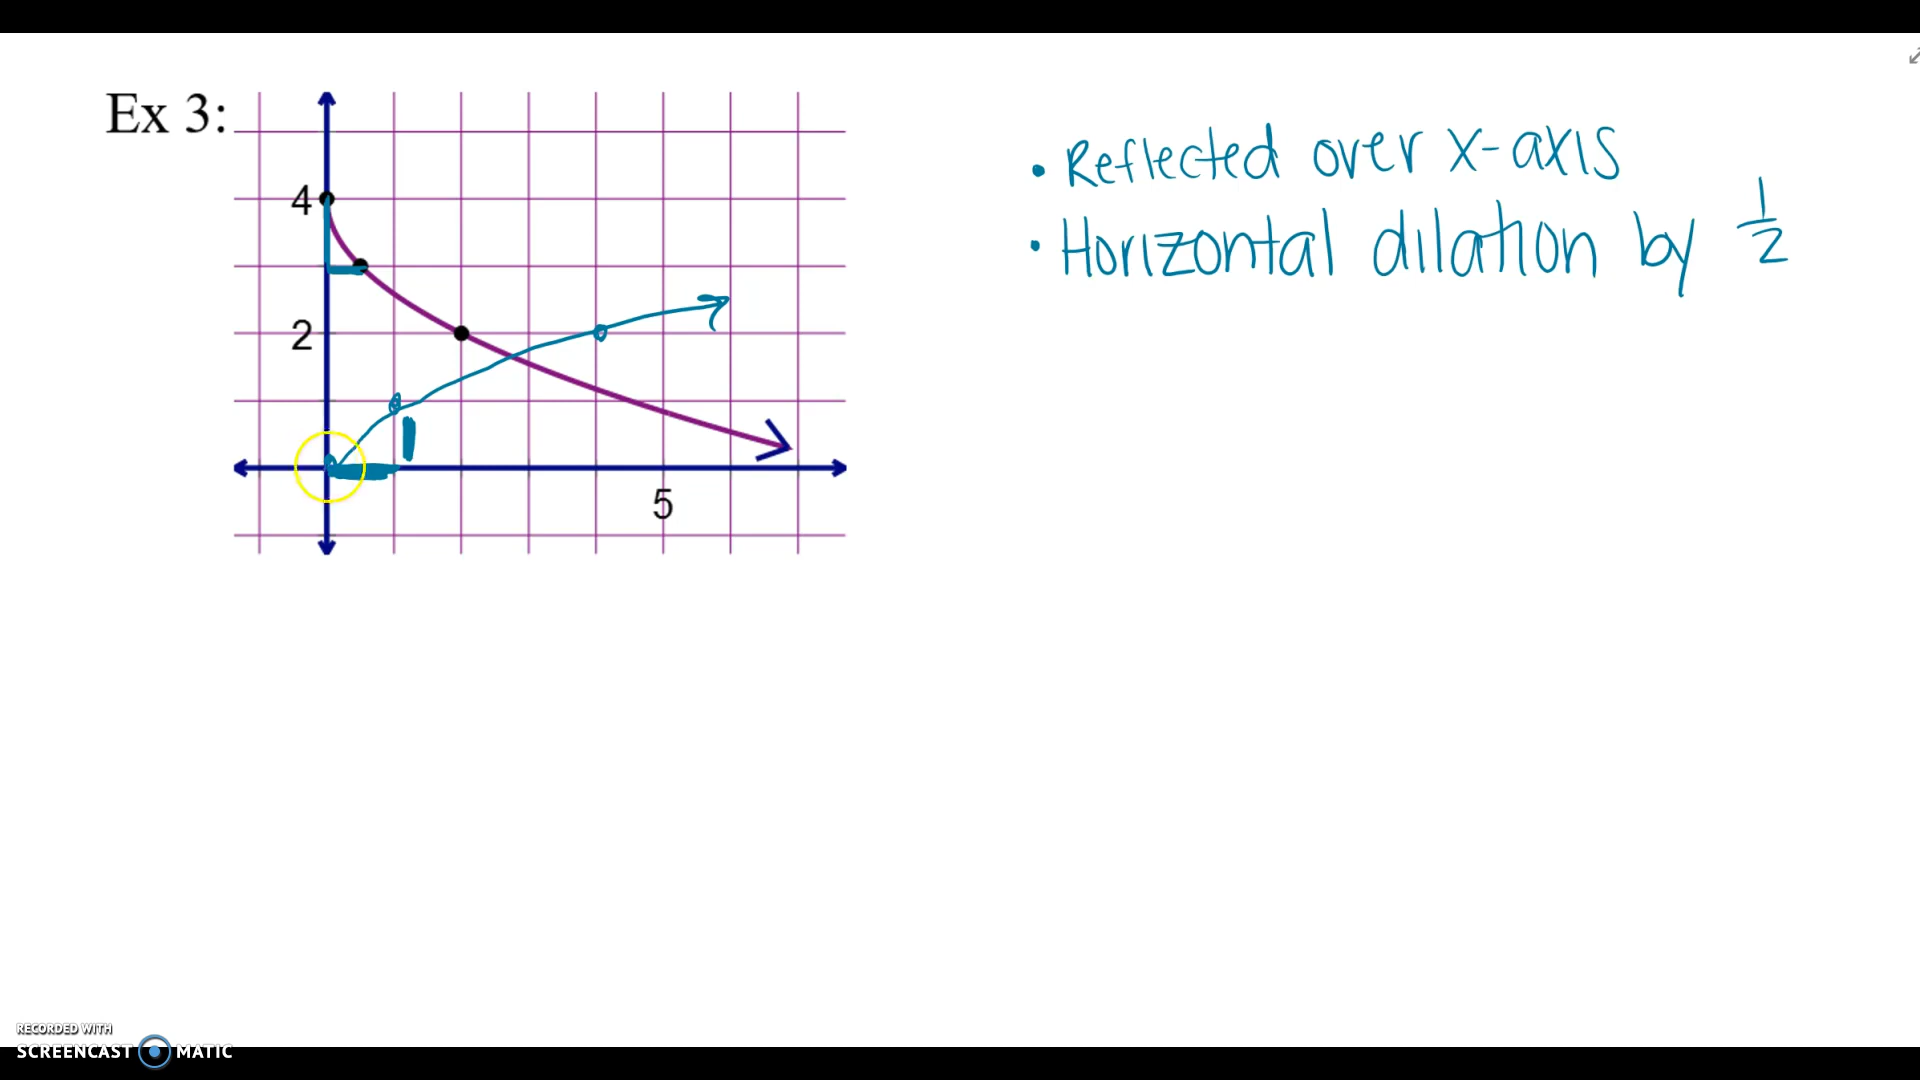 Ex 3:
4
2
5
• Reflected over x-axis
• Horizontal dilation by 1/2
RECORDED WITH
SCREENCAST MATIC